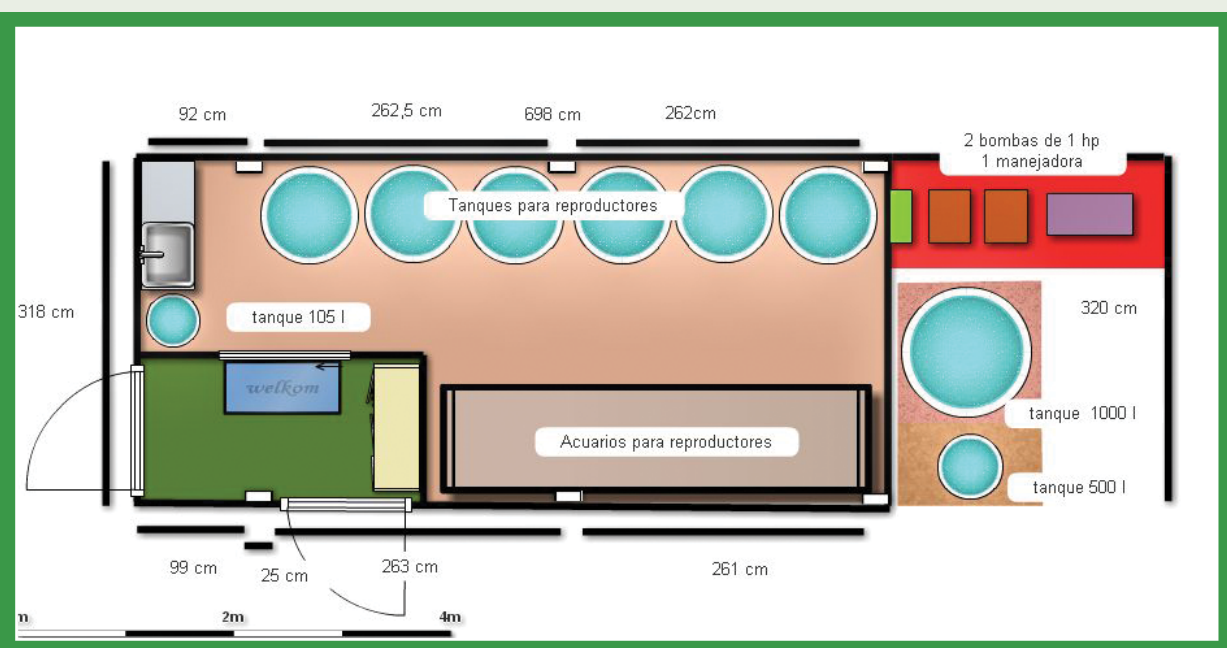 92 cm
262,5 cm
698 cm
262cm
2 bombas de 1 hp
1 manejadora
Tanques para reproductores
318 cm
tanque 105 l
320 cm
welkom
tanque 1000 l
Acuarios para reproductores
tanque 500 l
99 cm
25 cm
263 cm
261 cm
m
2m
4m